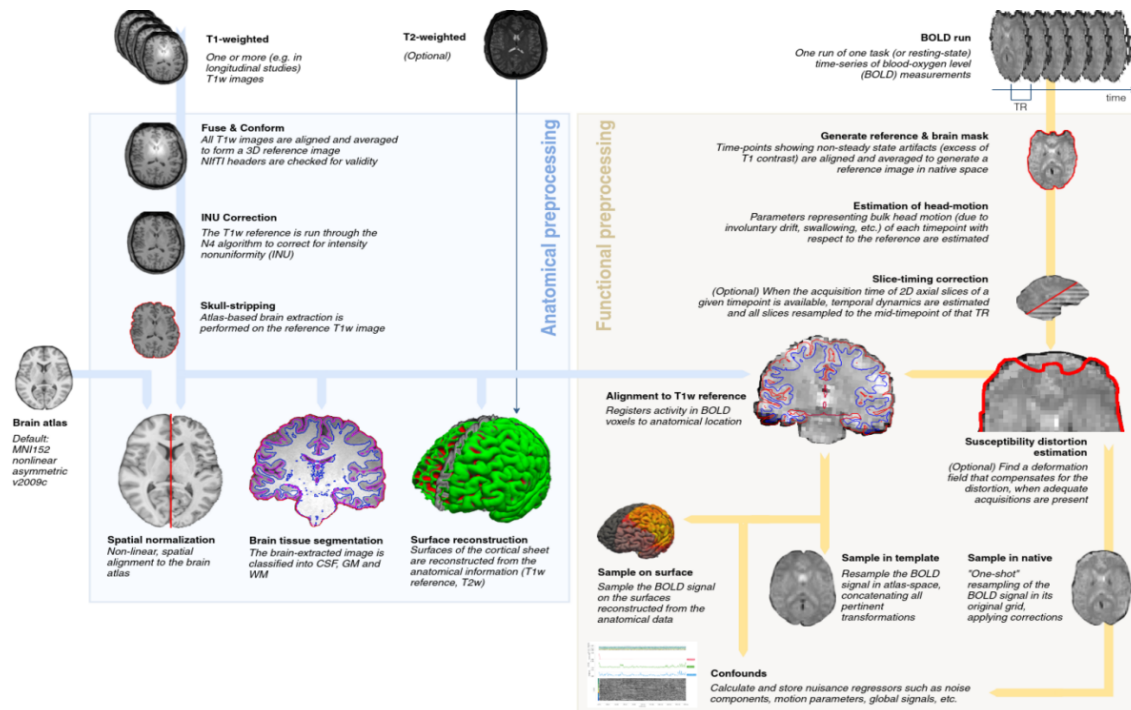 T1-weighted
One or more (e.g. in
longitudinal studies)
T1w images
T2-weighted
(Optional)
BOLD run
One run of one task (or resting-state)
time-series of blood-oxygen level
(BOLD) measurements
TR
time
Anatomical preprocessing
Fuse & Conform
All T1w images are aligned and averaged
to form a 3D reference image
NIfTI headers are checked for validity
INU Correction
The T1w reference is run through the
N4 algorithm to correct for intensity
nonuniformity (INU)
Skull-stripping
Atlas-based brain extraction is
performed on the reference T1w image
Brain atlas
Default:
MNI152
nonlinear
asymmetric
v2009c
Spatial normalization
Non-linear, spatial
alignment to the brain
atlas
Brain tissue segmentation
The brain-extracted image is
classified into CSF, GM and
WM
Surface reconstruction
Surfaces of the cortical sheet
are reconstructed from the
anatomical information (T1w
reference, T2w)
Functional preprocessing
Generate reference & brain mask
Time-points showing non-steady state artifacts (excess of
T1 contrast) are aligned and averaged to generate a
reference image in native space
Estimation of head-motion
Parameters representing bulk head motion (due to
involuntary drift, swallowing, etc.) of each timepoint with
respect to the reference are estimated
Slice-timing correction
(Optional) When the acquisition time of 2D axial slices of a
given timepoint is available, temporal dynamics are estimated
and all slices resampled to the mid-timepoint of that TR
Alignment to T1w reference
Registers activity in BOLD
voxels to anatomical location
Susceptibility distortion
estimation
(Optional) Find a deformation
field that compensates for the
distortion, when adequate
acquisitions are present
Sample on surface
Sample the BOLD signal
on the surfaces
reconstructed from the
anatomical data
Sample in template
Resample the BOLD
signal in atlas-space,
concatenating all
pertinent
transformations
Sample in native
"One-shot"
resampling of
the BOLD signal in its
original grid,
applying corrections
Confounds
Calculate and store nuisance regressors such as noise
components, motion parameters, global signals, etc.